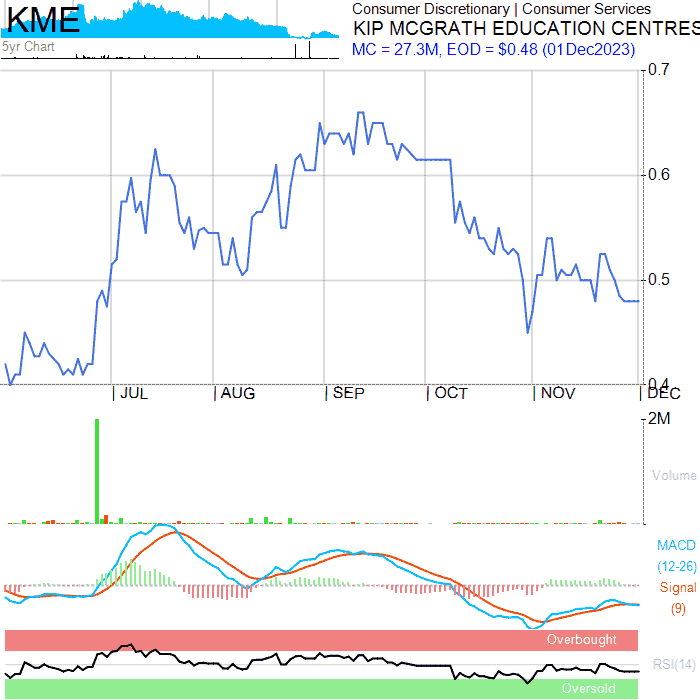 KME
5yr Chart
Consumer Discretionary | Consumer Services
KIP MCGRATH EDUCATION CENTRES
MC = 27.3M, EOD = $0.48 (01Dec2023)
0.7
0.6
0.5
0.4
JUL AUG SEP OCT NOV DEC
2M
Volume
MACD
(12-26)
Signal
(9)
Overbought
RSI(14)
Oversold